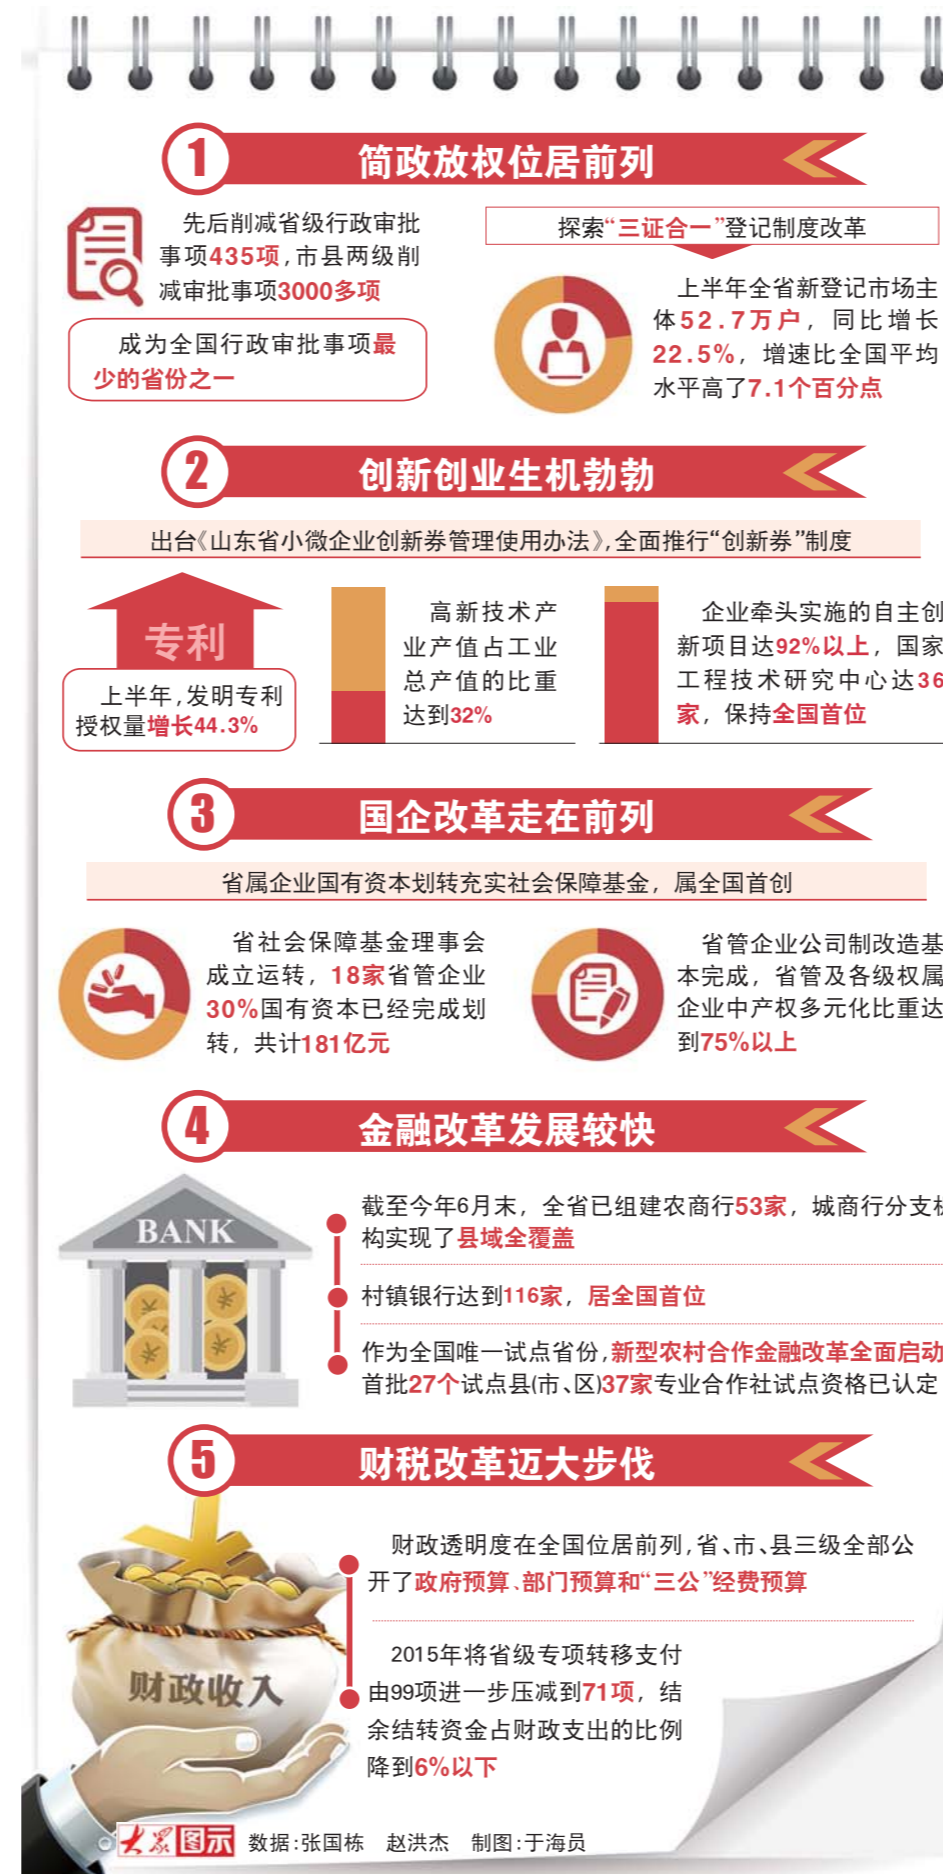 1
简政放权位居前列
先后削减省级行政审批
事项435项,市县两级削
减审批事项3000多项
成为全国行政审批事项最
少的省份之一
探索“三证合一”登记制度改革
上半年全省新登记市场主
体52.7万户，同比增长
22.5%，增速比全国平均
水平高了7.1个百分点
2
创新创业生机勃勃
出台《山东省小微企业创新券管理使用办法》,全面推行“创新券”制度
专利
上半年,发明专利
授权量增长44.3%
高新技术产
业产值占工业
总产值的比重
达到32%
企业牵头实施的自主创
新项目达92%以上，国家
工程技术研究中心达36
家，保持全国首位
3
国企改革走在前列
省属企业国有资本划转充实社会保障基金，属全国首创
省社会保障基金理事会
成立运转，18家省管企业
30%国有资本已经完成划
转，共计181亿元
省管企业公司制改造基
本完成，省管及各级权属
企业中产权多元化比重达
到75%以上
4
金融改革发展较快
BANK
截至今年6月末，全省已组建农商行53家，城商行分支机
构实现了县域全覆盖
村镇银行达到116家，居全国首位
作为全国唯一试点省份,新型农村合作金融改革全面启动
首批27个试点县(市、区)37家专业合作社试点资格已认定
5
财税改革迈大步伐
财政收入
财政透明度在全国位居前列,省、市、县三级全部公
开了政府预算、部门预算和“三公”经费预算
2015年将省级专项转移支付
由99项进一步压减到71项，结
余结转资金占财政支出的比例
降到6%以下
大众图示 数据:张国栋 赵洪杰 制图:于海员